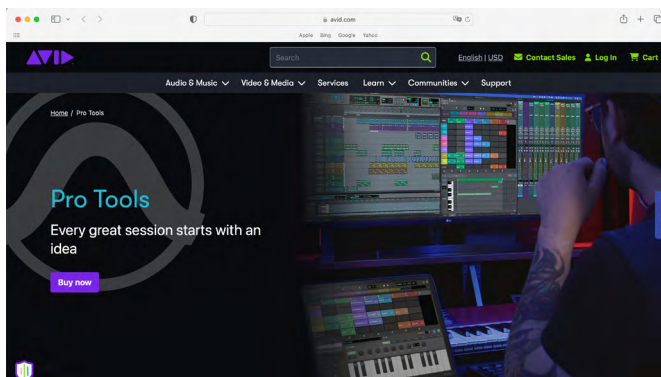 avid.com
Apple Bing Google Yahoo
AVID
Search
English | USD
Contact Sales
Log In
Cart
Audio & Music
Video & Media
Services
Learn
Communities
Support
Home / Pro Tools
Pro Tools
Every great session starts with an
idea
Buy now